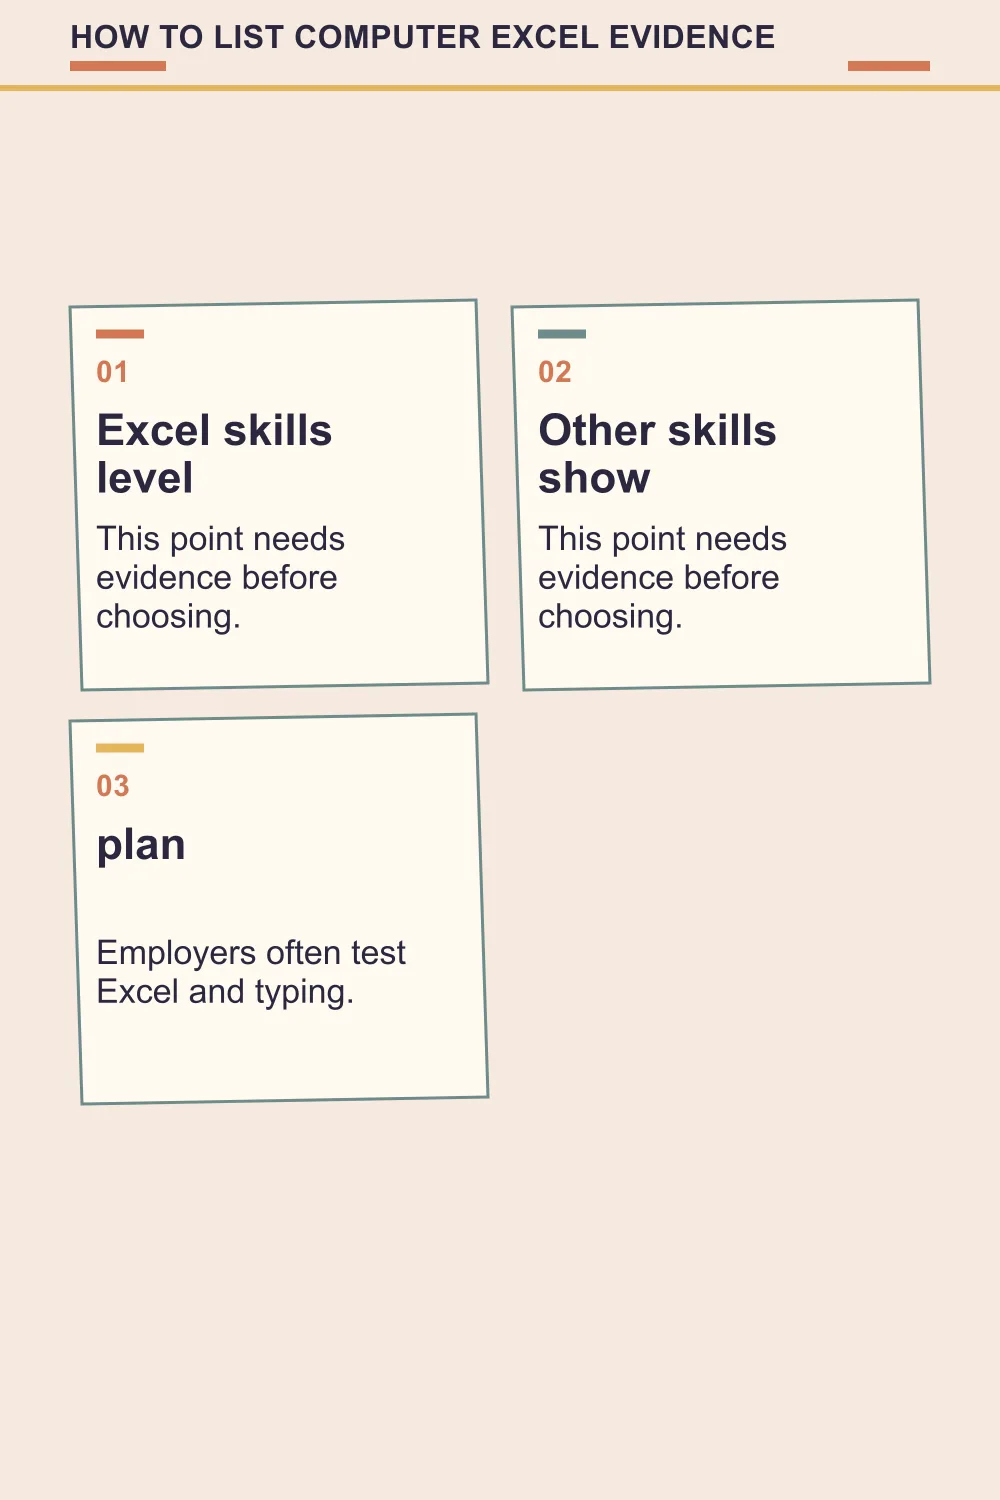 HOW TO LIST COMPUTER EXCEL EVIDENCE
01
Excel skills
level
This point needs
evidence before
choosing.
02
Other skills
show
This point needs
evidence before
choosing.
03
plan
Employers often test
Excel and typing.